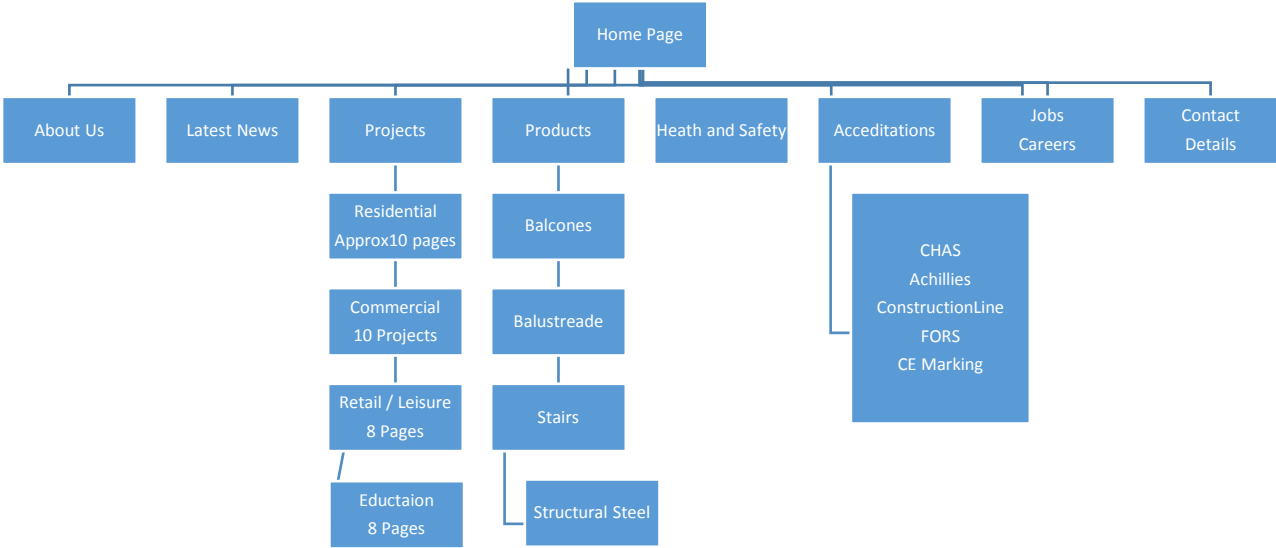 Home Page
About Us
Latest News
Projects
Products
Heath and Safety
Acceditations
Jobs
Careers
Contact
Details
Residential
Approx10 pages
Commercial
10 Projects
Retail / Leisure
8 Pages
Eductaion
8 Pages
Balcones
Balustreade
Stairs
Structural Steel
CHAS
Achillies
ConstructionLine
FORS
CE Marking